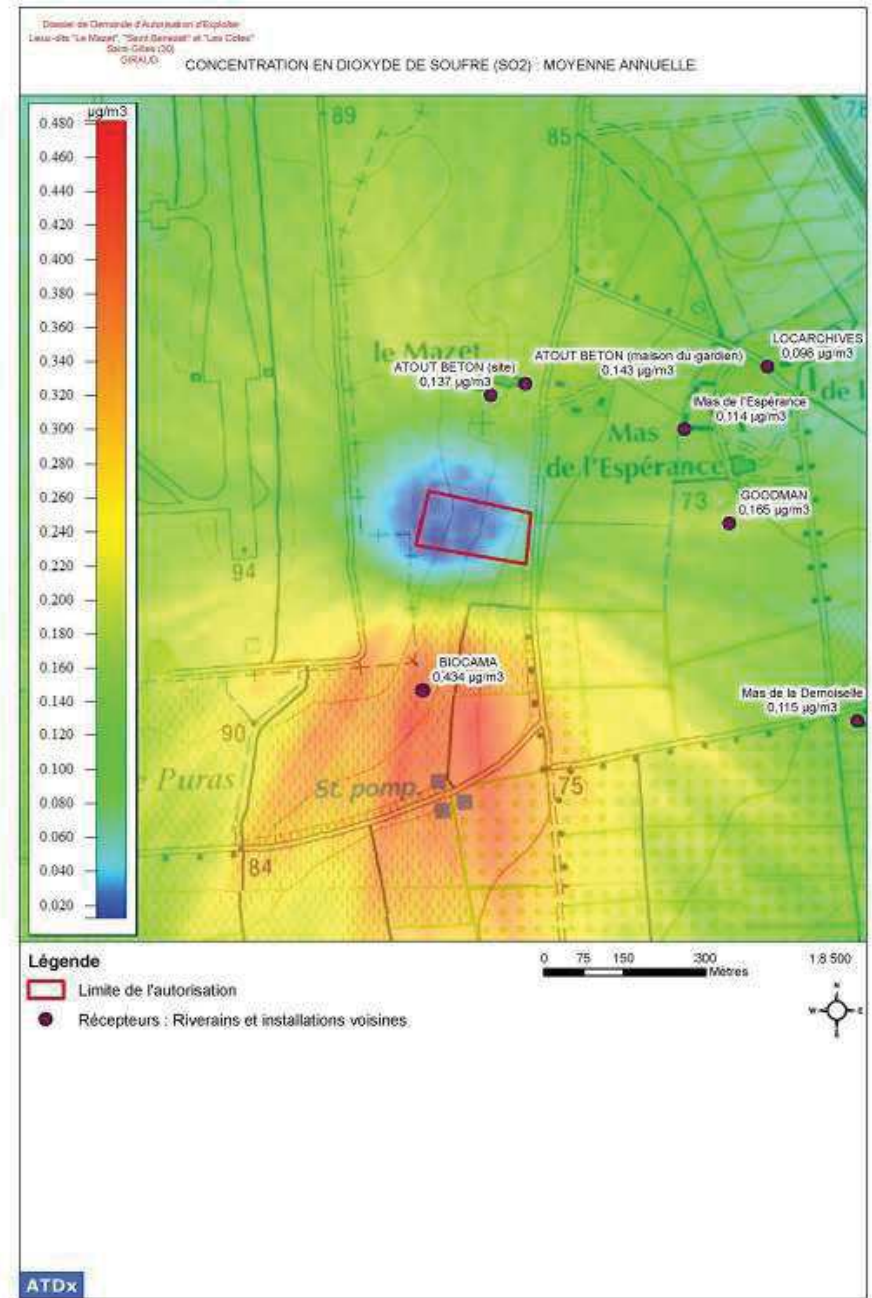 Dossier de Demande d'Autorisation d'Exploiter
Lieux-dits "Le Mazet", "Saint Benezet" et "Les Coles"
Saint-Gilles (30)
GIRAUD
CONCENTRATION EN DIOXYDE DE SOUFRE (SO2) : MOYENNE ANNUELLE
µg/m3
0.480
0.460
0.440
0.420
0.400
0.380
0.360
0.340
0.320
0.300
0.280
0.260
0.240
0.220
0.200
0.180
0.160
0.140
0.120
0.100
0.080
0.060
0.040
0.020
89
85
76
le Mazet
ATOUT BETON (site)
0,137 µg/m3
ATOUT BETON (maison du gardien)
0,143 µg/m3
LOCARCHIVES
0,098 µg/m3
Mas de l'Espérance
0,114 µg/m3
de l
Mas
de l'Espérance
73
GOODMAN
0,165 µg/m3
94
BIOCAMA
0,434 µg/m3
Mas de la Demoiselle
0,115 µg/m3
90
Puras
St. pomp.
75
84
Légende
Limite de l'autorisation
Récepteurs : Riverains et installations voisines
0 75 150 300
Mètres
1:8 500
N
W E
S
ATDx